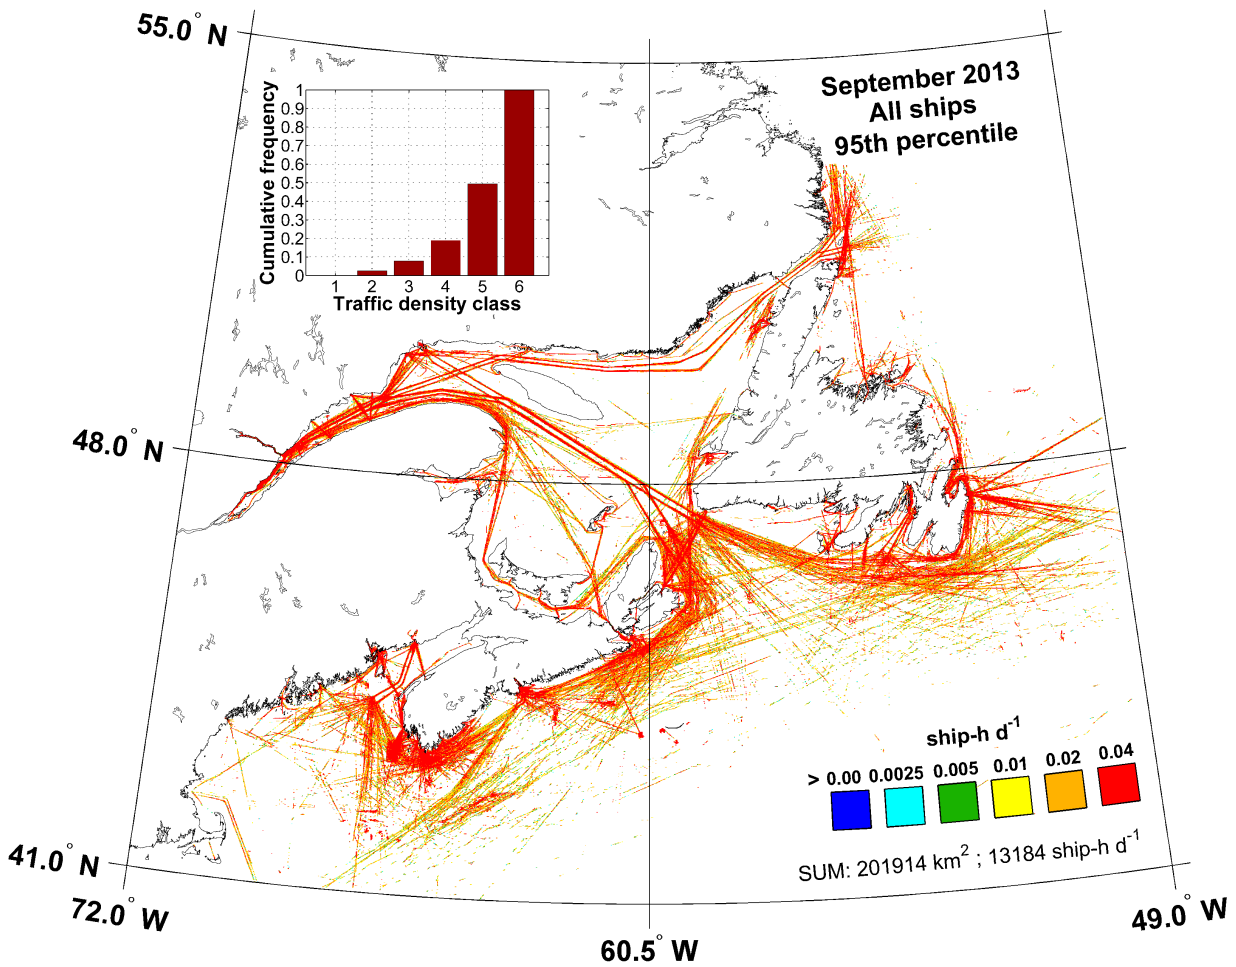 55.0° N
September 2013
All ships
95th percentile
Cumulative frequency
1
0.9
0.8
0.7
0.6
0.5
0.4
0.3
0.2
0.1
0
1 2 3 4 5 6
Traffic density class
48.0° N
ship-h d-1
> 0.00 0.0025 0.005 0.01 0.02 0.04
SUM: 201914 km2 ; 13184 ship-h d-1
41.0° N
72.0° W
60.5° W
49.0° W